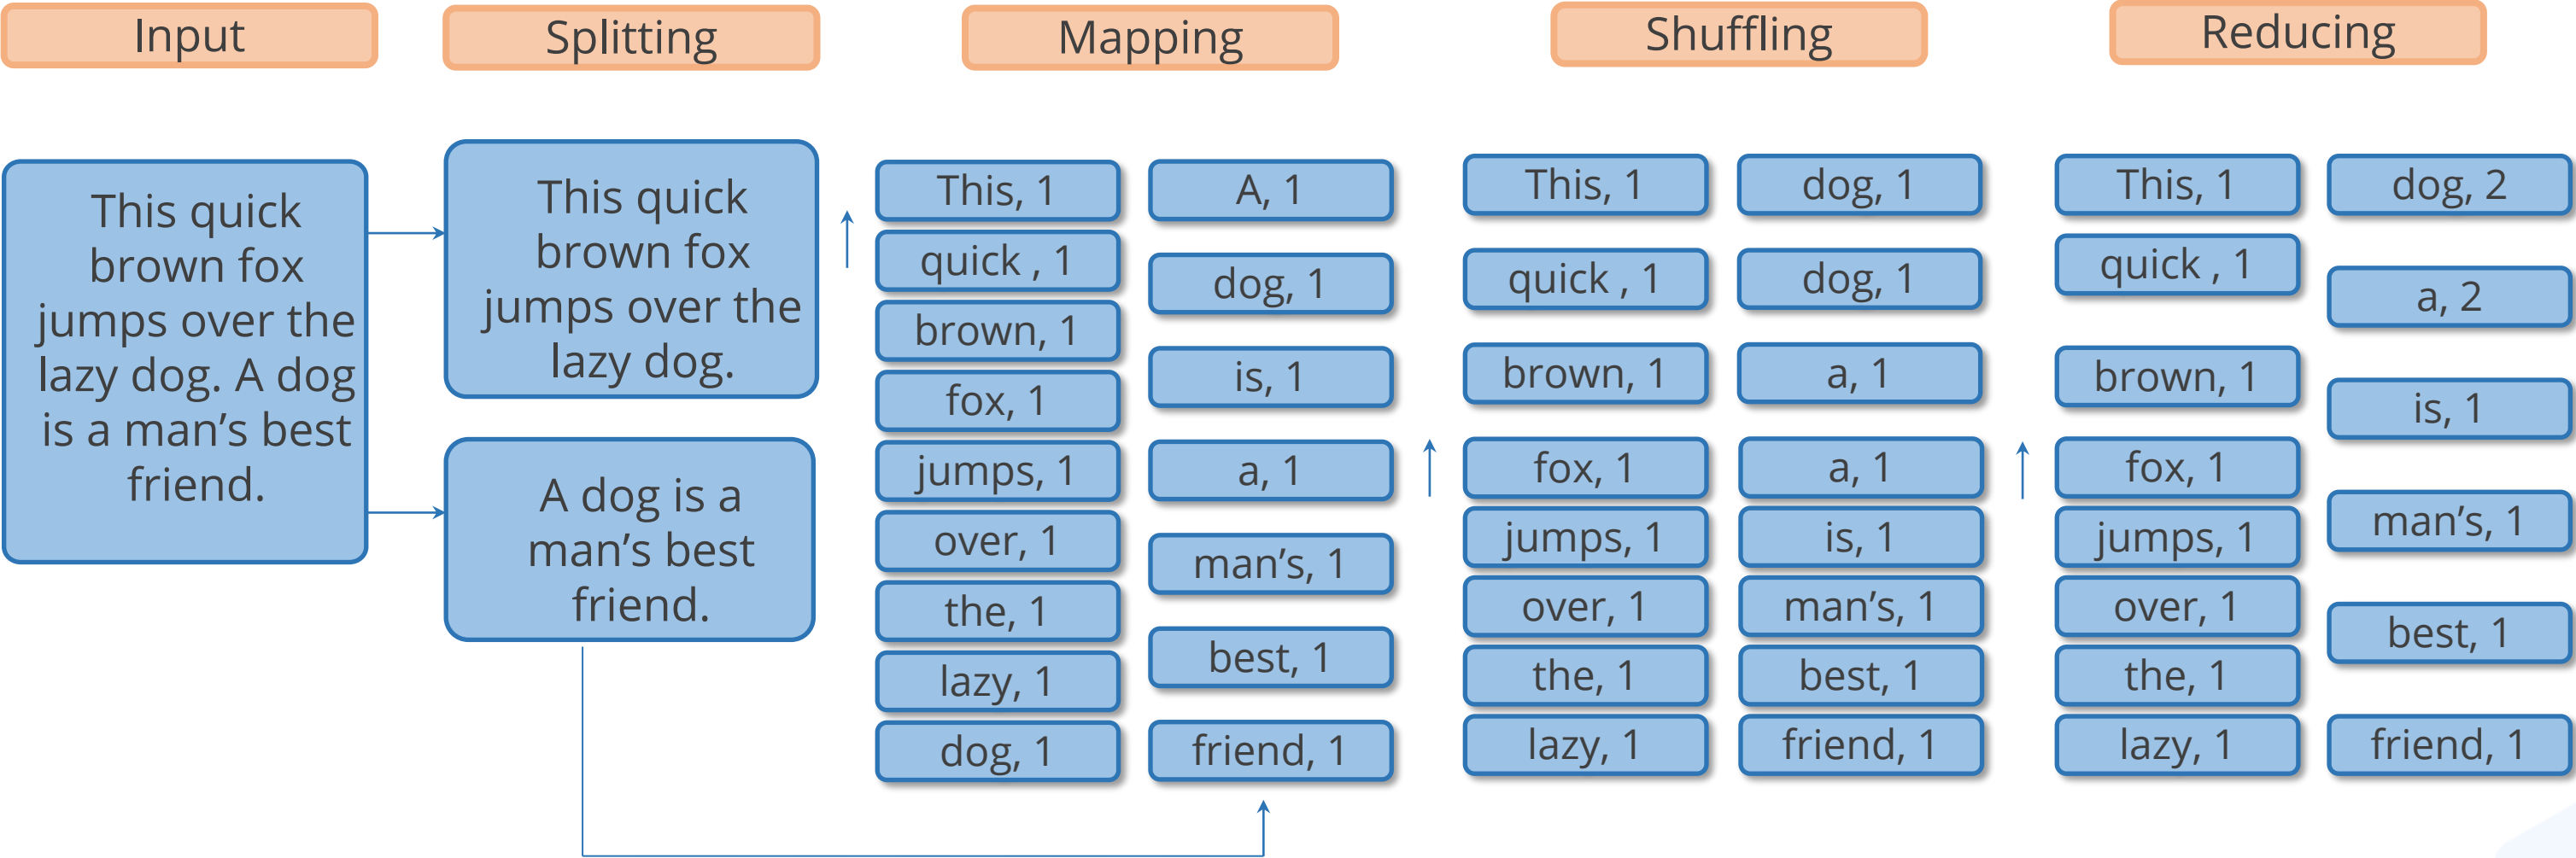 Input
Splitting
Mapping
Shuffling
Reducing
This quick
brown fox
jumps over the
lazy dog. A dog
is a man’s best
friend.
This quick
brown fox
jumps over the
lazy dog.
A dog is a
man’s best
friend.
This, 1
quick , 1
brown, 1
fox, 1
jumps, 1
over, 1
the, 1
lazy, 1
dog, 1
A, 1
dog, 1
is, 1
a, 1
man’s, 1
best, 1
friend, 1
This, 1
quick , 1
brown, 1
fox, 1
jumps, 1
over, 1
the, 1
lazy, 1
dog, 1
dog, 1
a, 1
a, 1
is, 1
man’s, 1
best, 1
friend, 1
This, 1
quick , 1
brown, 1
fox, 1
jumps, 1
over, 1
the, 1
lazy, 1
dog, 2
a, 2
is, 1
man’s, 1
best, 1
friend, 1